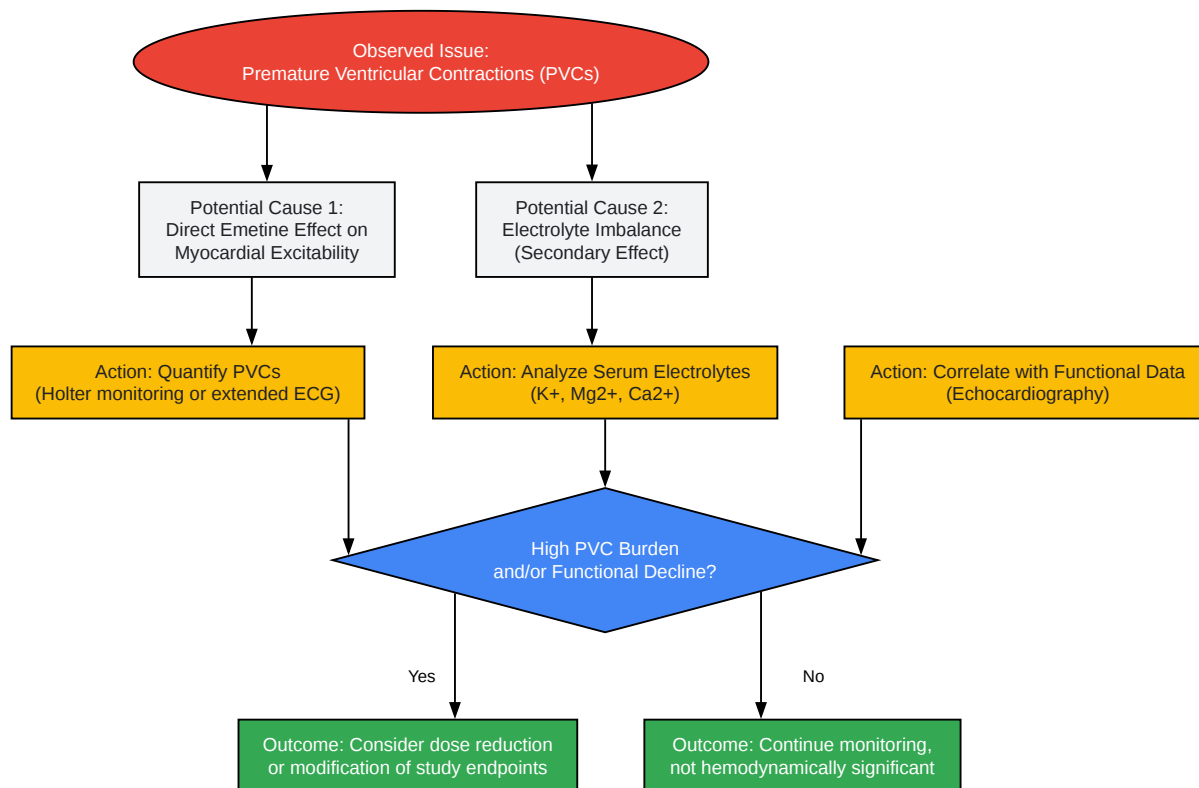 Observed Issue:
Premature Ventricular Contractions (PVCs)
Potential Cause 1:
Direct Emetine Effect on
Myocardial Excitability
Potential Cause 2:
Electrolyte Imbalance
(Secondary Effect)
Action: Quantify PVCs
(Holter monitoring or extended ECG)
Action: Analyze Serum Electrolytes
(K+, Mg2+, Ca2+)
Action: Correlate with Functional Data
(Echocardiography)
High PVC Burden
and/or Functional Decline?
Yes
No
Outcome: Consider dose reduction
or modification of study endpoints
Outcome: Continue monitoring,
not hemodynamically significant